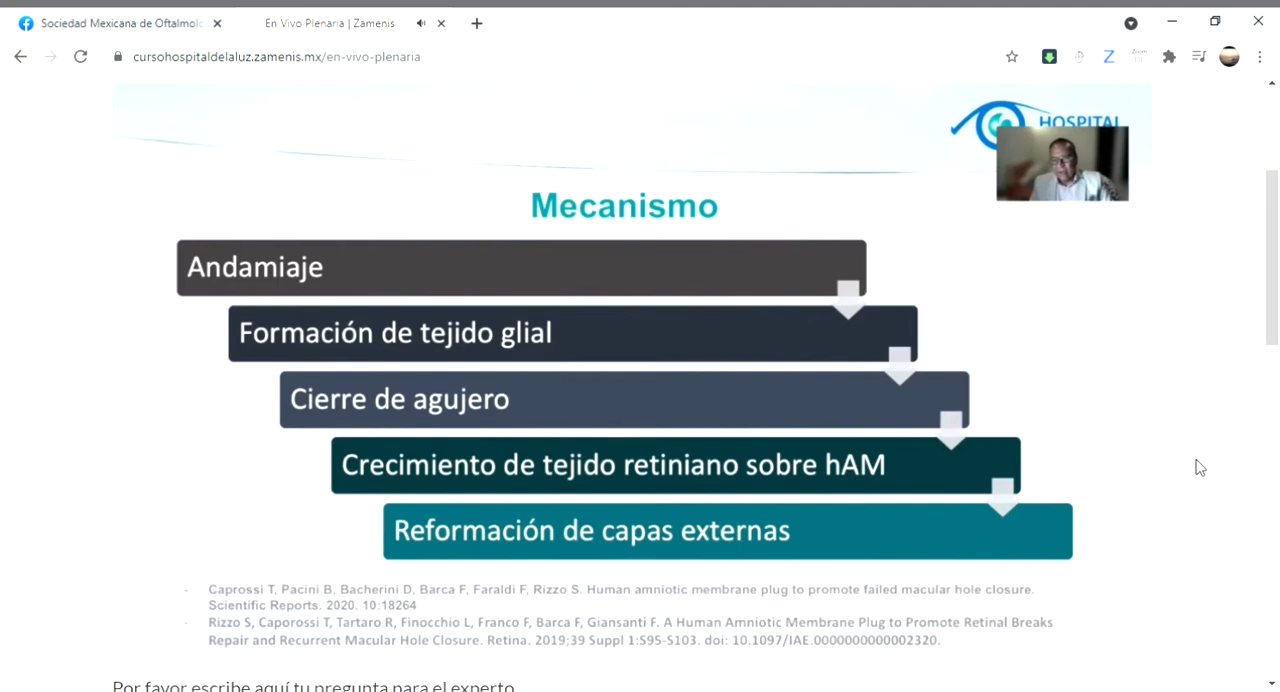 Sociedad Mexicana de Oftalmolo
En Vivo Plenaria | Zamenis
cursohospitaldelaluz.zamenis.mx/en-vivo-plenaria
HOSPITAL
Mecanismo
Andamiaje
Formación de tejido glial
Cierre de agujero
Crecimiento de tejido retiniano sobre hAM
Reformación de capas externas
- Caprossi T, Pacini B, Bacherini D, Barca F, Faraldi F, Rizzo S. Human amniotic membrane plug to promote failed macular hole closure.
Scientific Reports. 2020. 10:18264
- Rizzo S, Caporossi T, Tartaro R, Finocchio L, Franco F, Barca F, Giansanti F. A Human Amniotic Membrane Plug to Promote Retinal Breaks
Repair and Recurrent Macular Hole Closure. Retina. 2019;39 Suppl 1:S95-S103. doi: 10.1097/IAE.0000000000002320.
Por favor escribe aquí tu pregunta para el experto